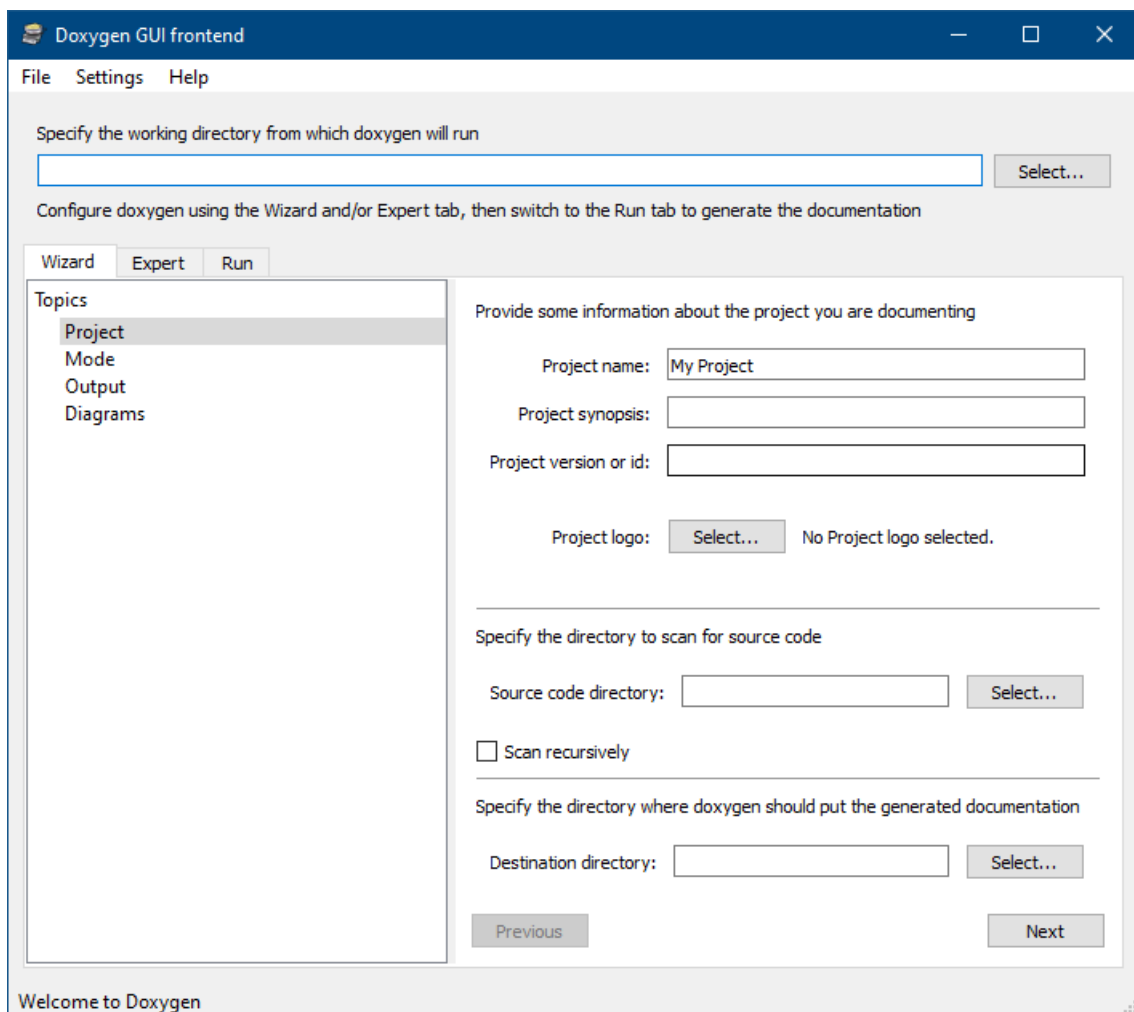 Doxygen GUI frontend
File Settings Help
Specify the working directory from which doxygen will run
Select...
Configure doxygen using the Wizard and/or Expert tab, then switch to the Run tab to generate the documentation
Wizard Expert Run
Topics
Project
Mode
Output
Diagrams
Provide some information about the project you are documenting
Project name: My Project
Project synopsis:
Project version or id:
Project logo: Select... No Project logo selected.
Specify the directory to scan for source code
Source code directory: Select...
Scan recursively
Specify the directory where doxygen should put the generated documentation
Destination directory: Select...
Previous Next
Welcome to Doxygen